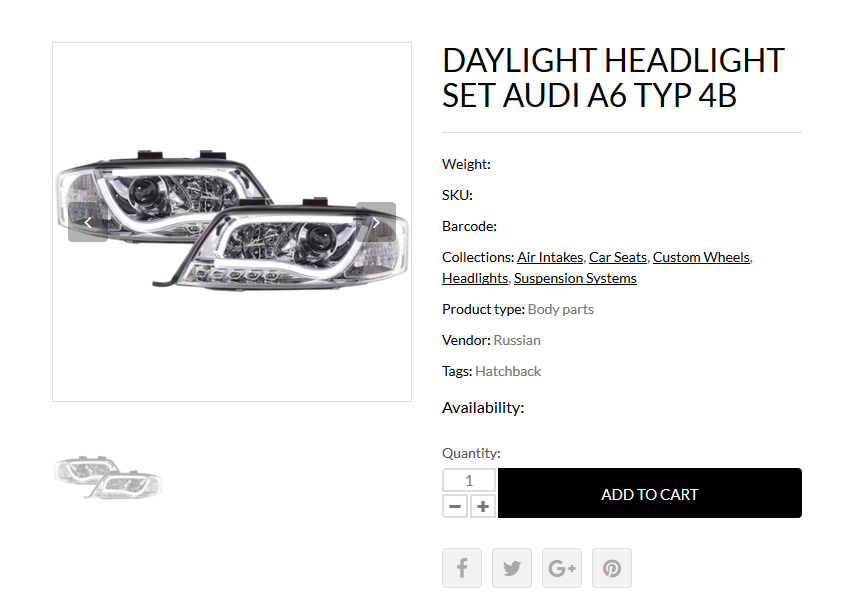 DAYLIGHT HEADLIGHT
SET AUDI A6 TYP 4B
Weight:
SKU:
Barcode:
Collections: Air Intakes, Car Seats, Custom Wheels,
Headlights, Suspension Systems
Product type: Body parts
Vendor: Russian
Tags: Hatchback
Availability:
Quantity:
1
ADD TO CART